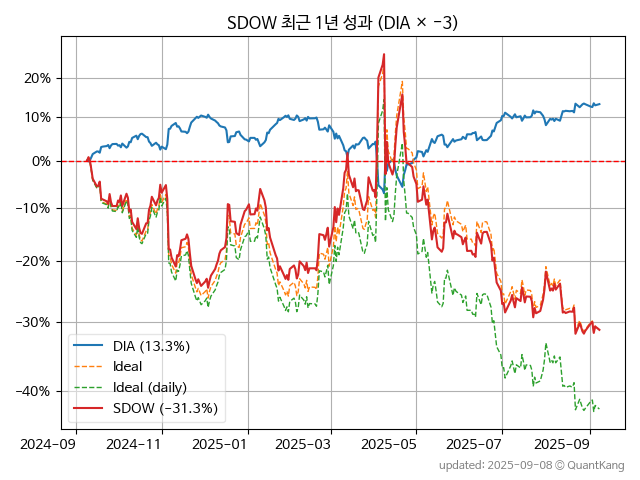 SDOW 최근 1년 성과 (DIA × −3)
20%
10%
0%
−10%
−20%
−30%
−40%
DIA (13.3%)
Ideal
Ideal (daily)
SDOW (−31.3%)
2024-09
2024-11
2025-01
2025-03
2025-05
2025-07
2025-09
updated: 2025-09-08 © QuantKang